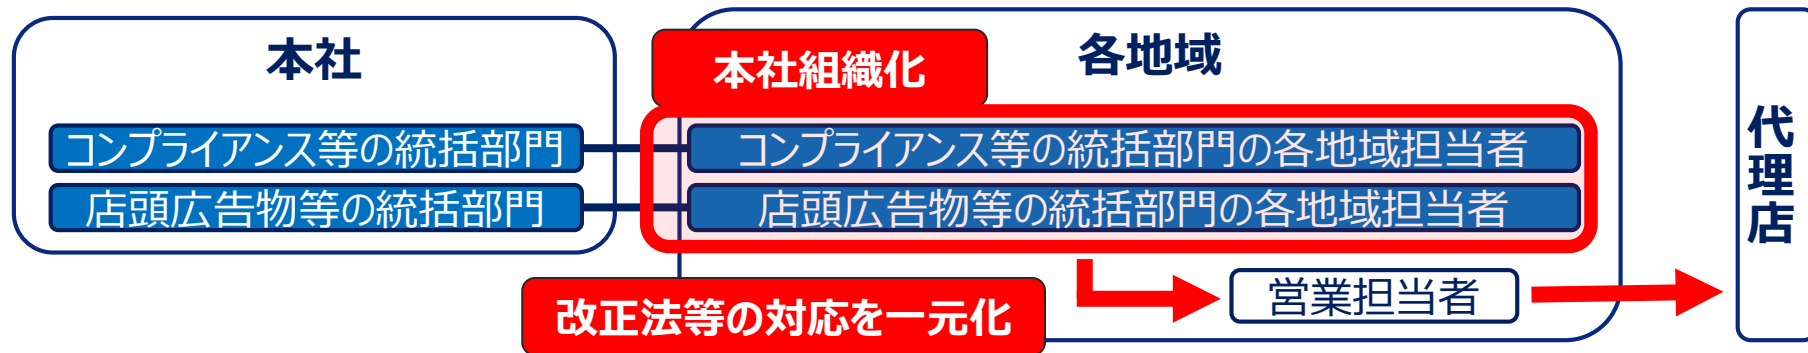 本社
本社組織化
各地域
コンプライアンス等の統括部門
コンプライアンス等の統括部門の各地域担当者
店頭広告物等の統括部門
店頭広告物等の統括部門の各地域担当者
改正法等の対応を一元化
営業担当者
代理店